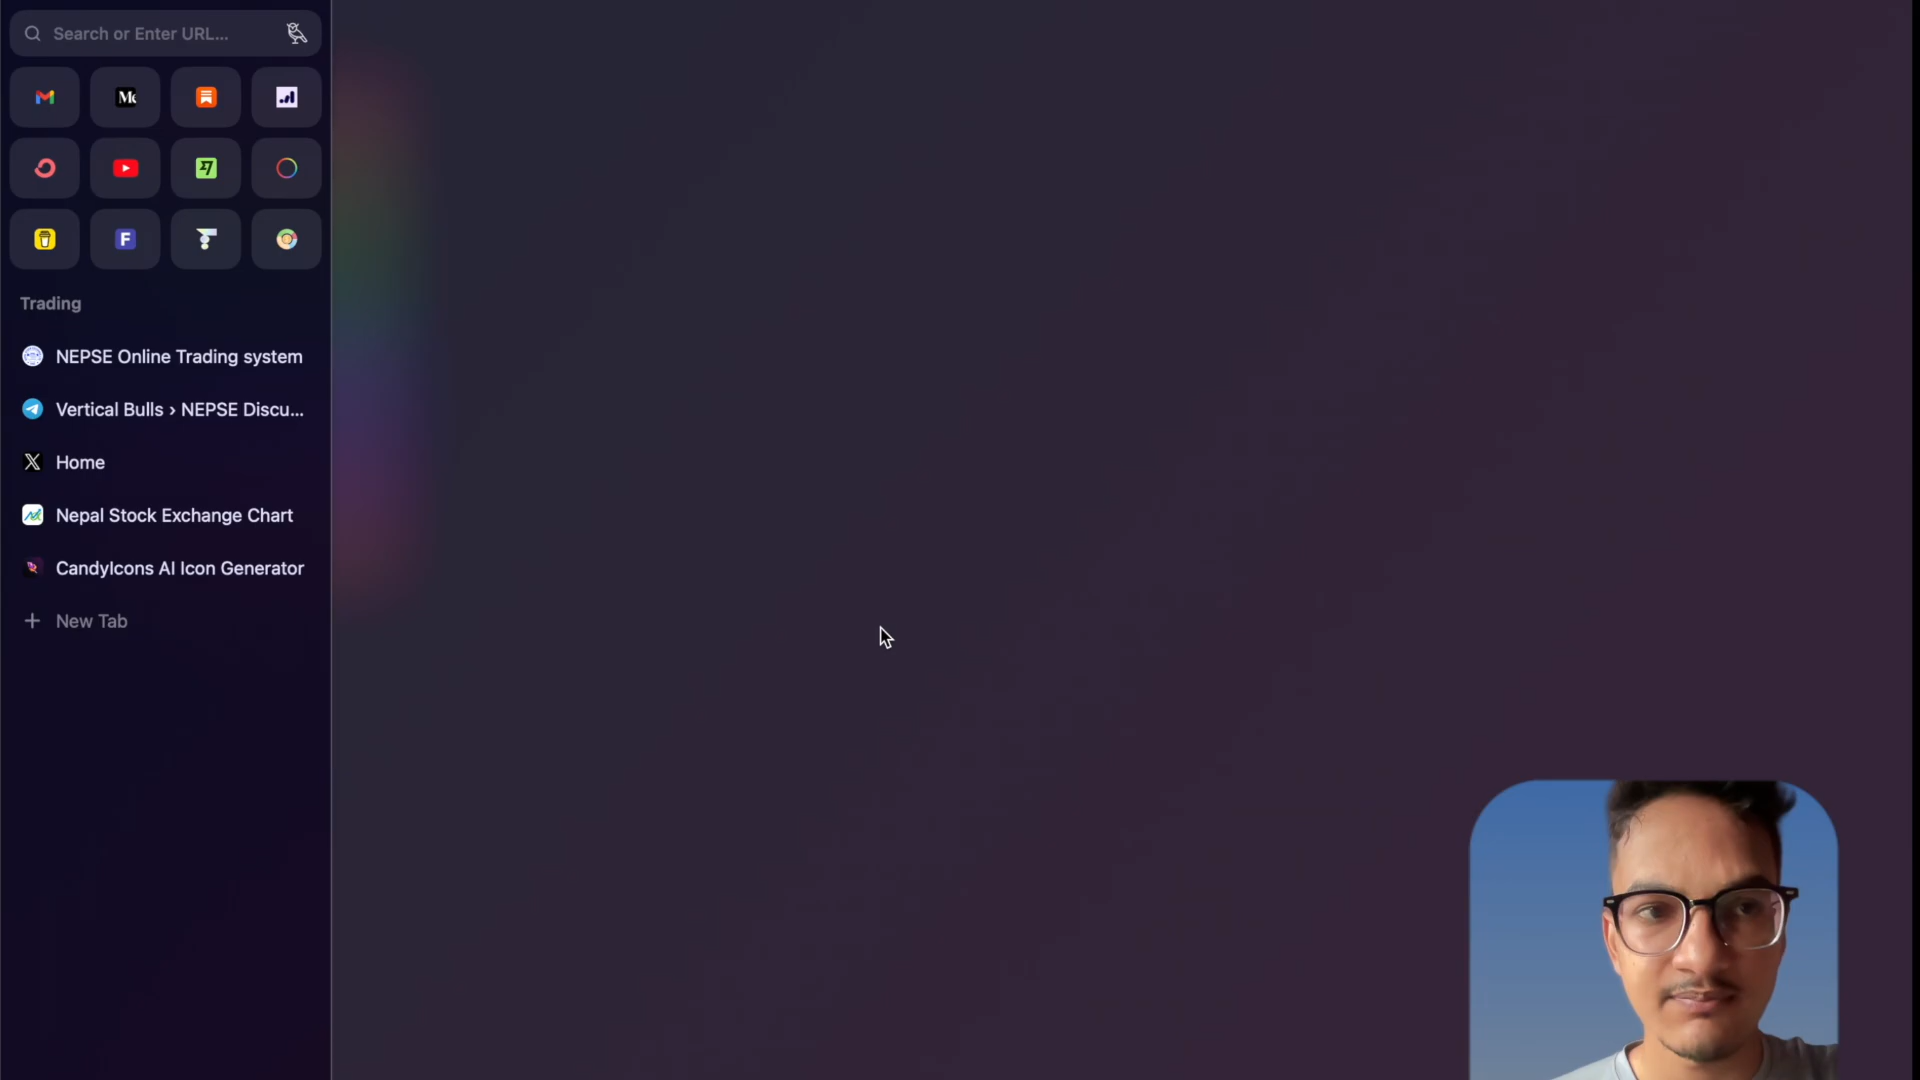 Search or Enter URL...
Trading
NEPSE Online Trading system
Vertical Bulls › NEPSE Discu...
Home
Nepal Stock Exchange Chart
CandyIcons AI Icon Generator
New Tab